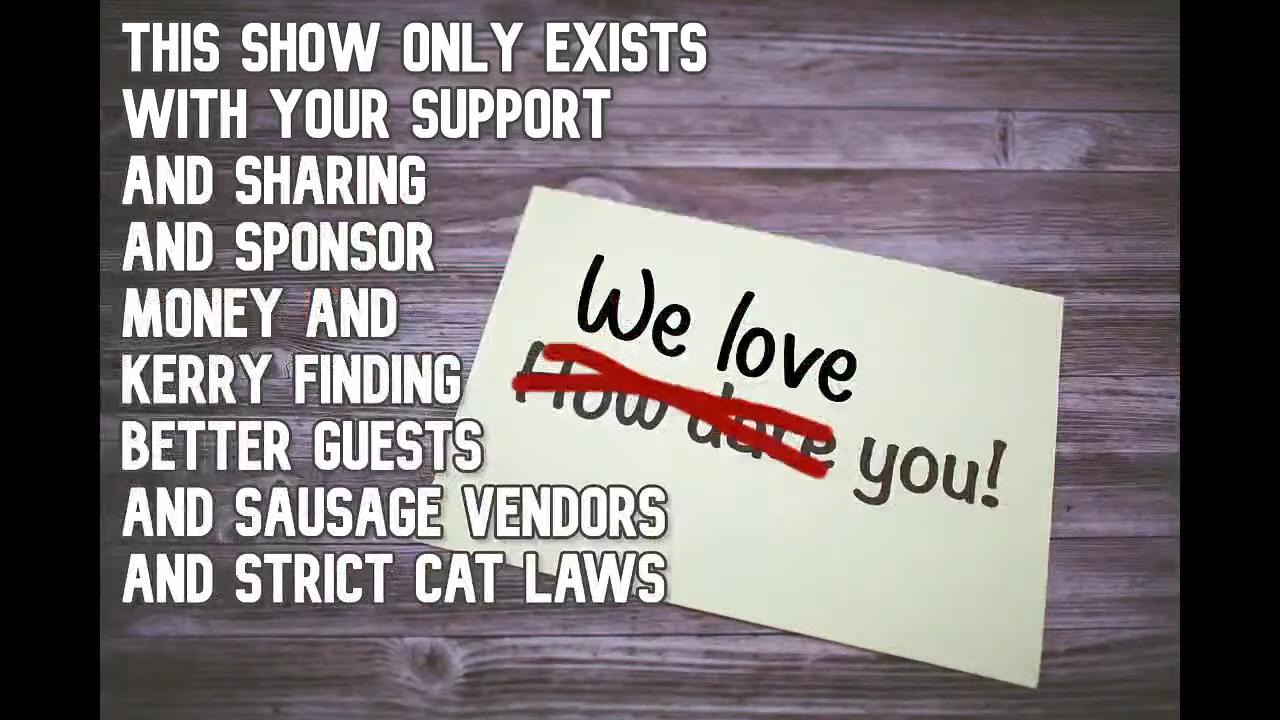 THIS SHOW ONLY EXISTS
WITH YOUR SUPPORT
AND SHARING
AND SPONSOR
MONEY AND
KERRY FINDING
BETTER GUESTS
AND SAUSAGE VENDORS
AND STRICT CAT LAWS
We love
How dare you!